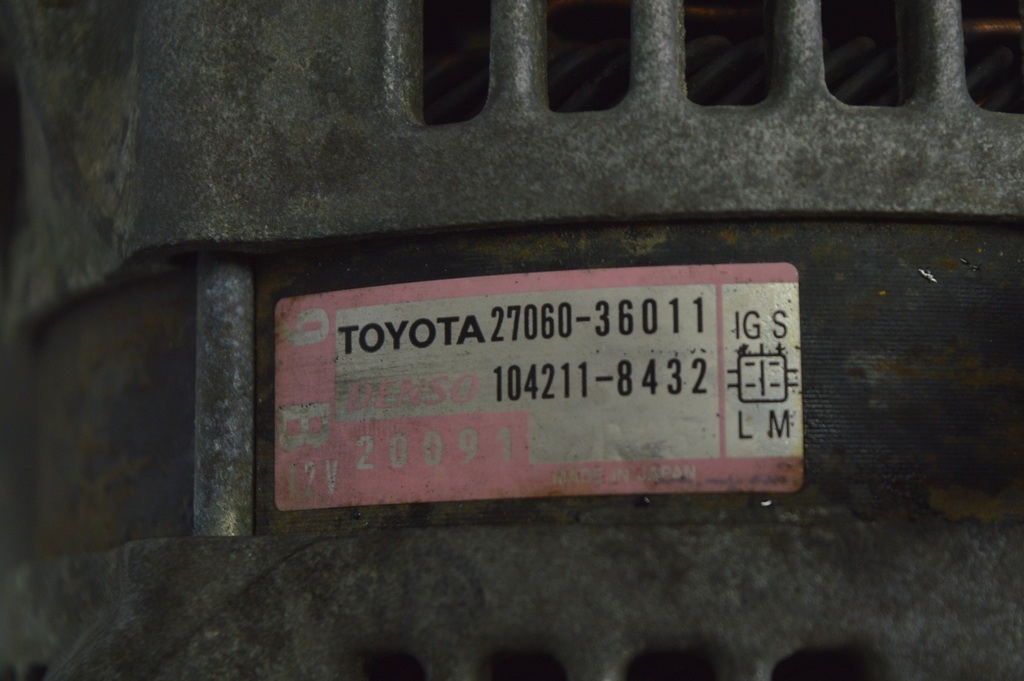 TOYOTA 27060-36011
DENSO 104211-8432
20091
12V
MADE IN JAPAN
IG S
L M